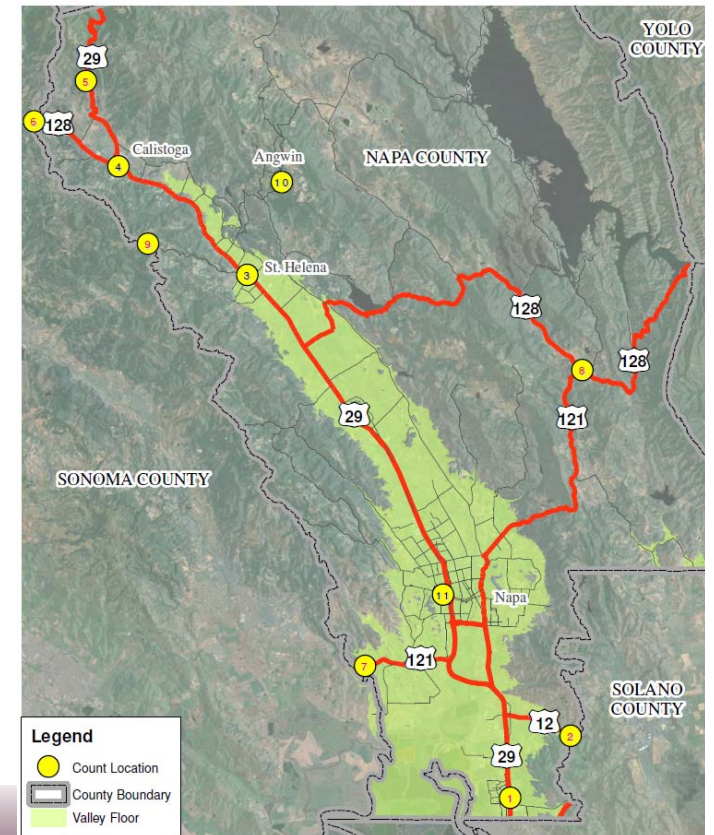 YOLO
COUNTY
29
5
6
128
Calistoga
Angwin
NAPA COUNTY
4
10
9
St. Helena
3
128
128
8
29
121
SONOMA COUNTY
11
Napa
121
7
SOLANO
COUNTY
12
2
29
1
Legend
Count Location
County Boundary
Valley Floor